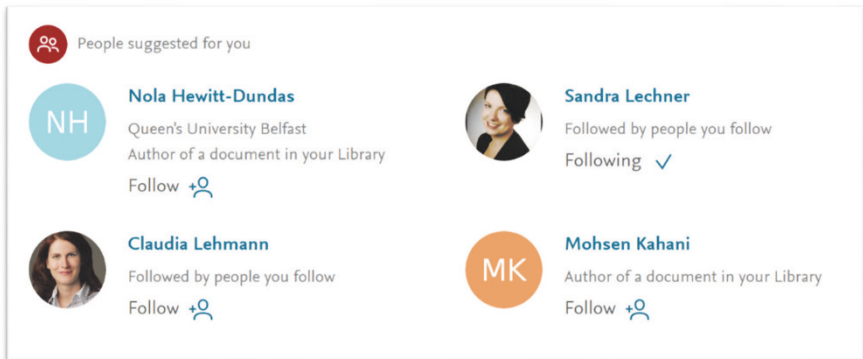 People suggested for you
NH
Nola Hewitt-Dundas
Queen's University Belfast
Author of a document in your Library
Follow
Sandra Lechner
Followed by people you follow
Following
Claudia Lehmann
Followed by people you follow
Follow
MK
Mohsen Kahani
Author of a document in your Library
Follow